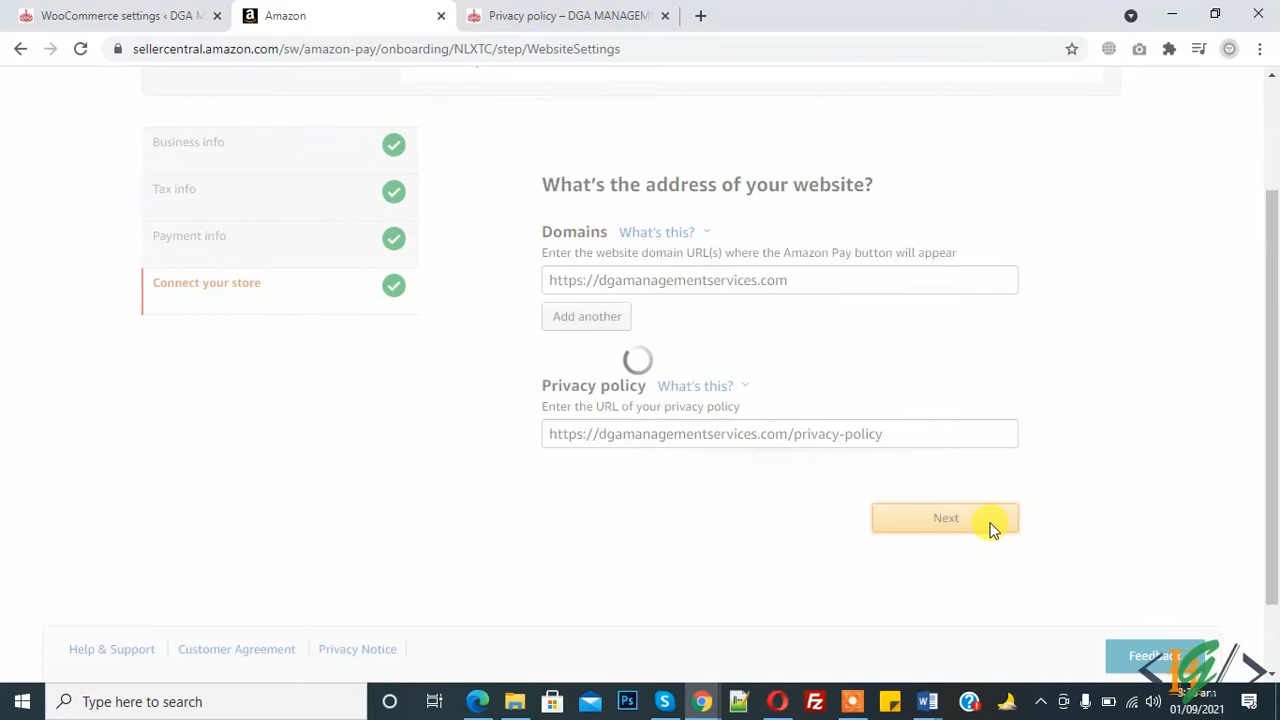 WooCommerce settings ‹ DGA M
Amazon
Privacy policy – DGA MANAGEM
sellercentral.amazon.com/sw/amazon-pay/onboarding/NLXTC/step/WebsiteSettings
Business info
Tax info
Payment info
Connect your store
What's the address of your website?
Domains What's this?
Enter the website domain URL(s) where the Amazon Pay button will appear
https://dgamanagementservices.com
Add another
Privacy policy What's this?
Enter the URL of your privacy policy
https://dgamanagementservices.com/privacy-policy
Next
Help & Support
Customer Agreement
Privacy Notice
Type here to search
01/09/2021